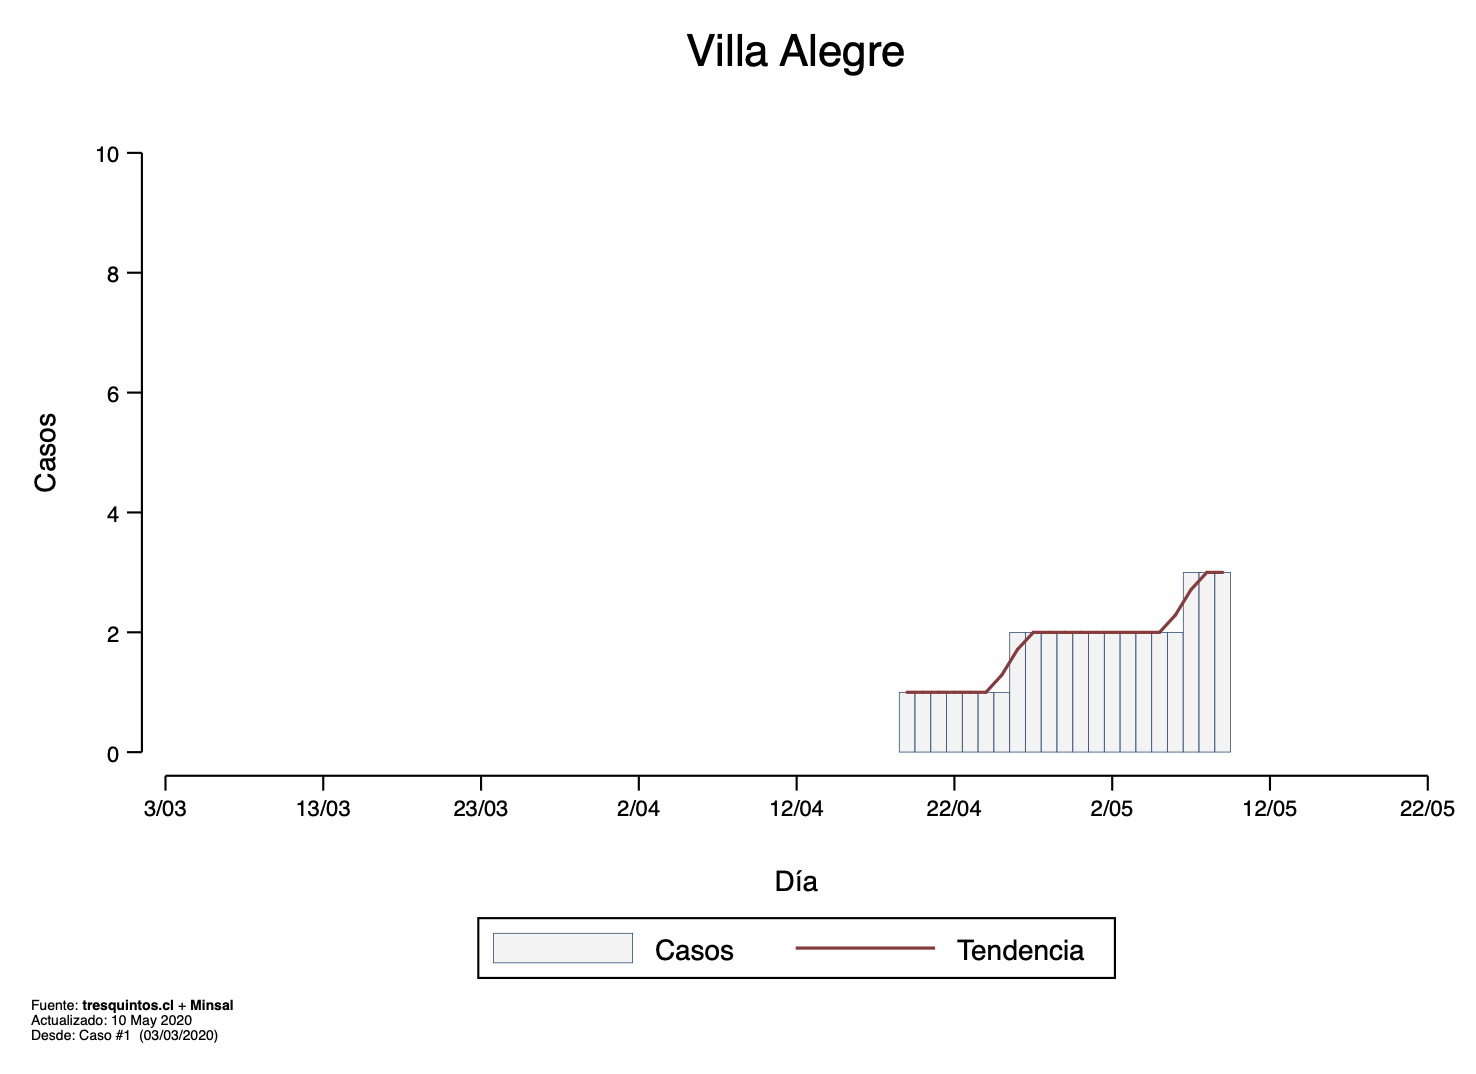 Villa Alegre
10
8
6
4
2
0
Casos
3/03 13/03 23/03 2/04 12/04 22/04 2/05 12/05 22/05
Día
Casos Tendencia
Fuente: tresquintos.cl + Minsal
Actualizado: 10 May 2020
Desde: Caso #1 (03/03/2020)